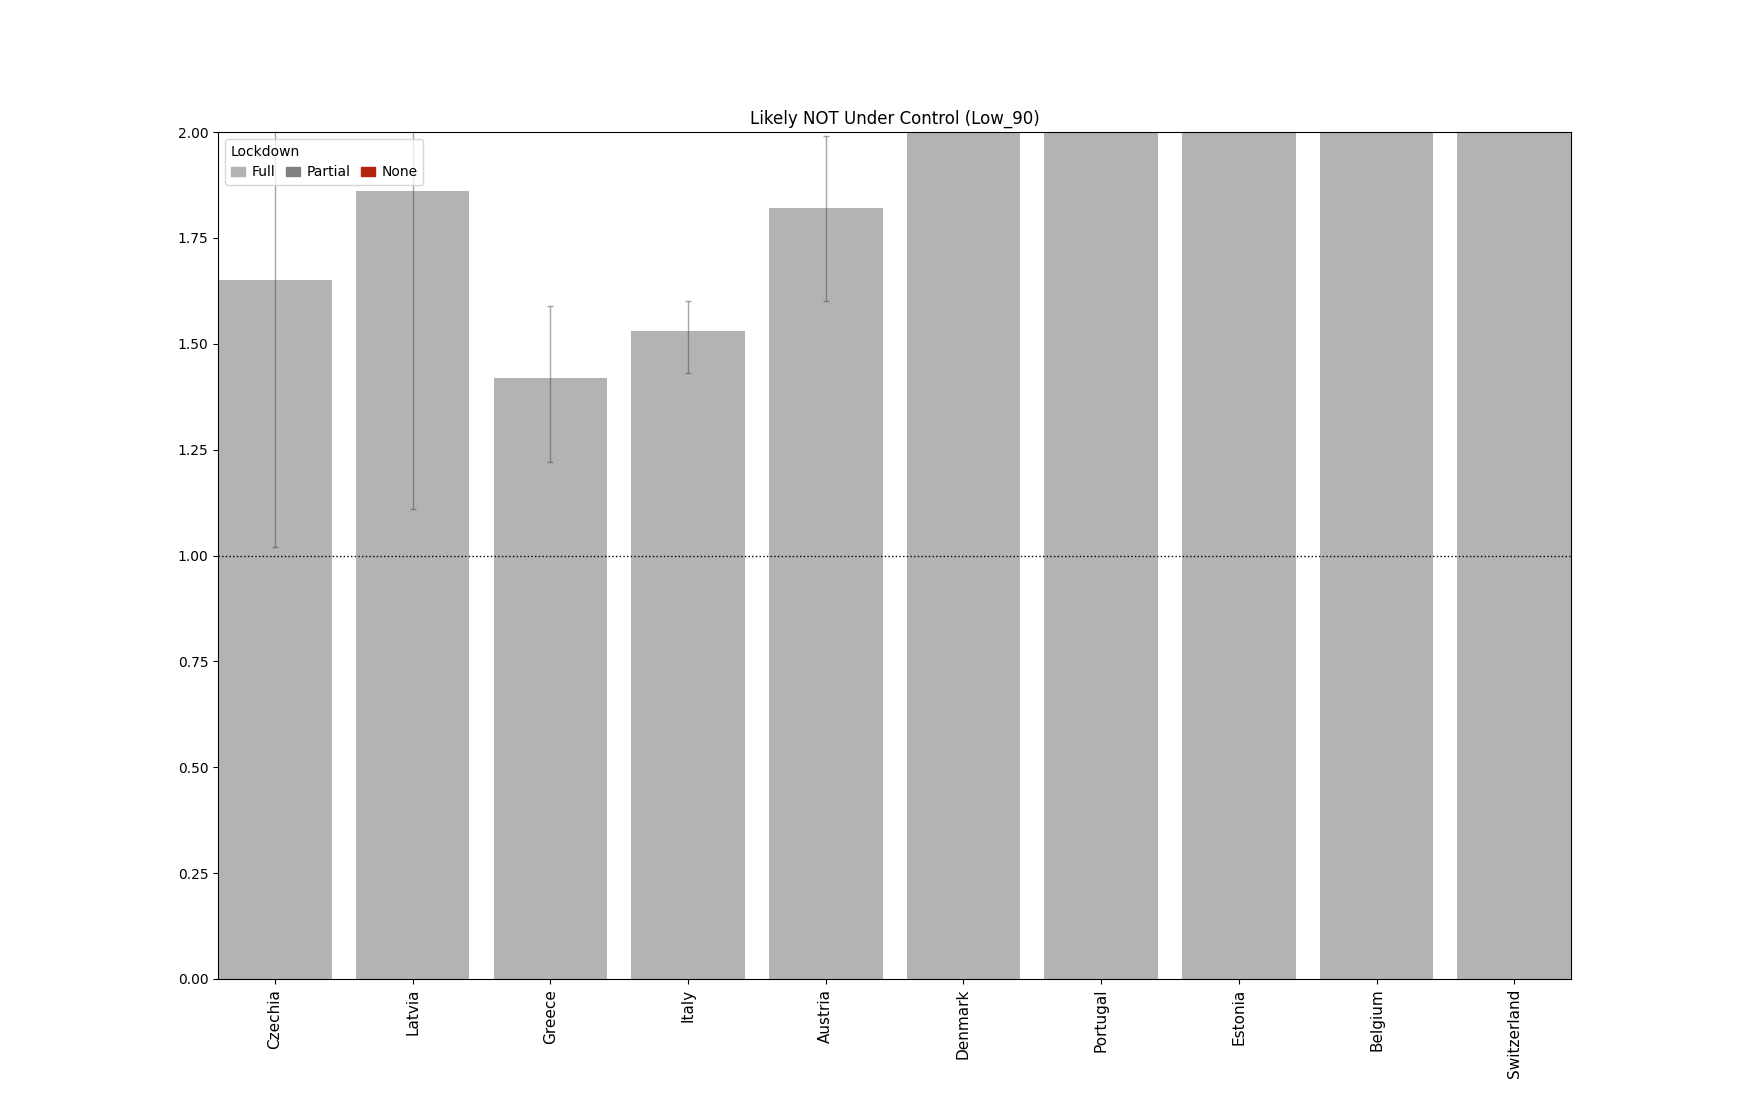 Likely NOT Under Control (Low_90)
Lockdown
Full Partial None
2.00
1.75
1.50
1.25
1.00
0.75
0.50
0.25
0.00
Czechia
Latvia
Greece
Italy
Austria
Denmark
Portugal
Estonia
Belgium
Switzerland